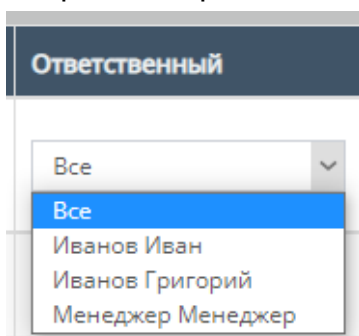 Ответственный
Все
Все
Иванов Иван
Иванов Григорий
Менеджер Менеджер